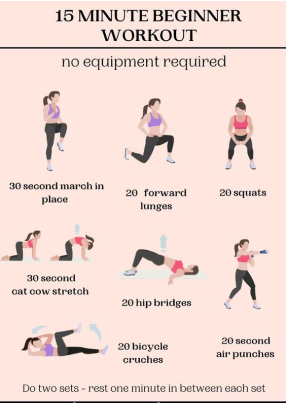 15 MINUTE BEGINNER
WORKOUT
no equipment required
30 second march in
place
20 forward
lunges
20 squats
30 second
cat cow stretch
20 hip bridges
20 bicycle
cruches
20 second
air punches
Do two sets - rest one minute in between each set